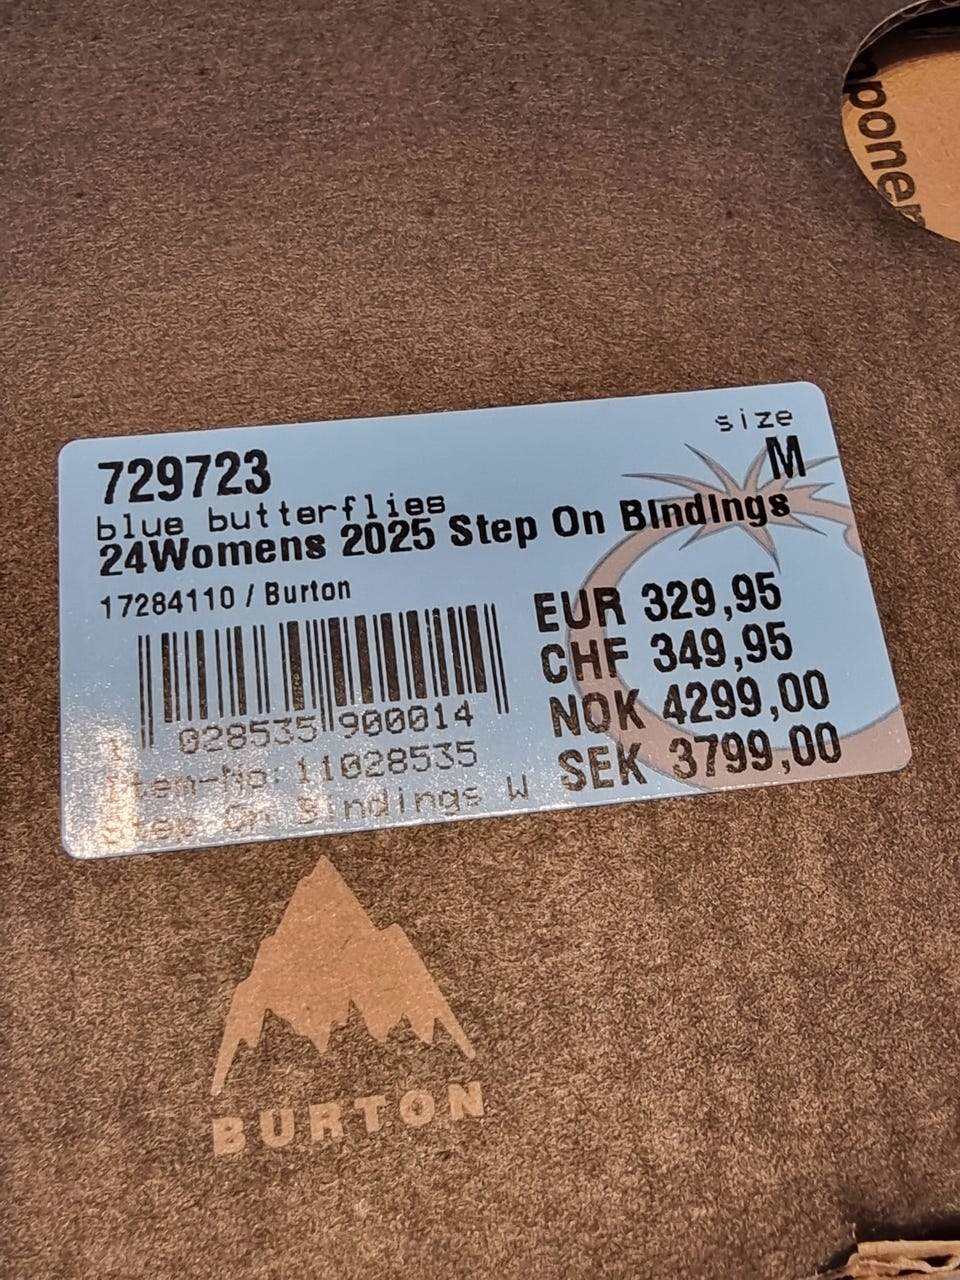 size
M
729723
blue butterflies
24Womens 2025 Step On Bindings
17284110 / Burton
EUR 329,95
CHF 349,95
NOK 4299,00
SEK 3799,00
028535 900014
Item-No: 11028535
Step On Bindings W
BURTON